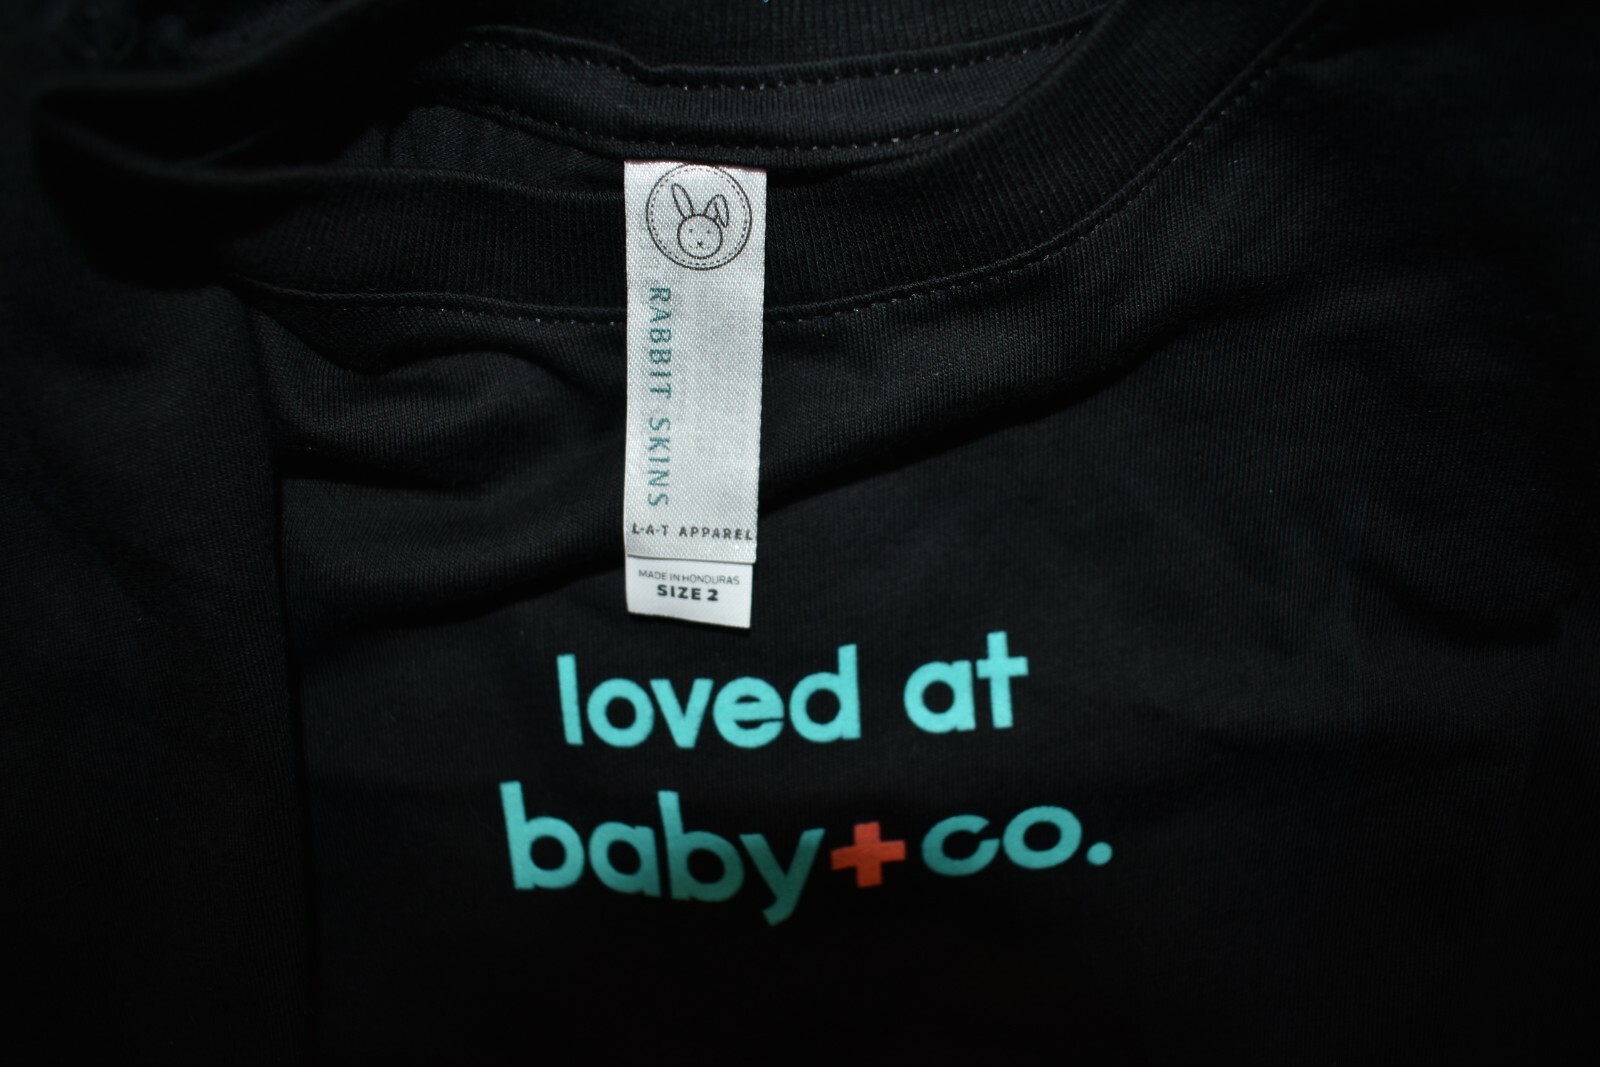 RABBIT SKINS
L·A·T APPAREL
MADE IN HONDURAS
SIZE 2
loved at
baby+co.